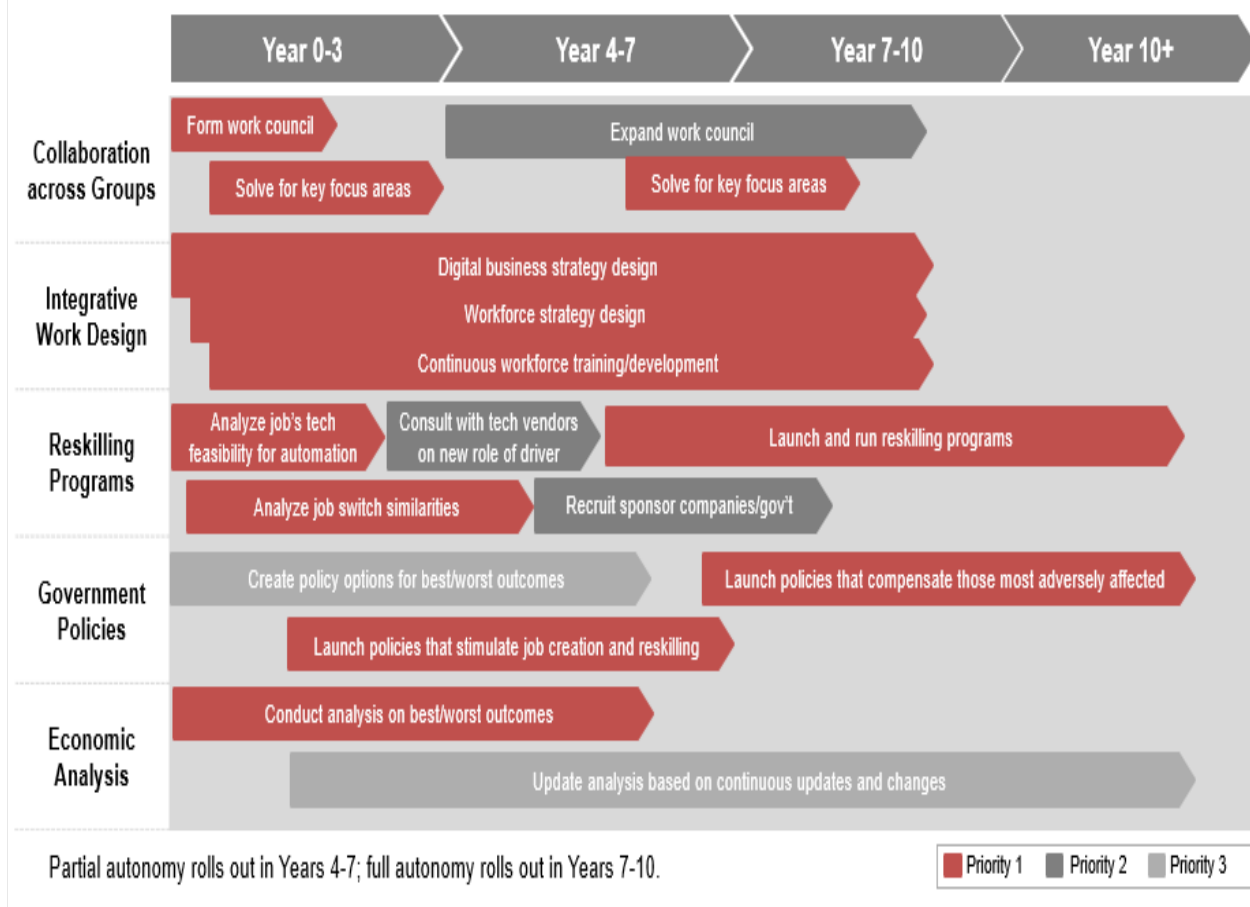 Year 0-3
Year 4-7
Year 7-10
Year 10+
Collaboration
across Groups
Form work council
Expand work council
Solve for key focus areas
Solve for key focus areas
Integrative
Work Design
Digital business strategy design
Workforce strategy design
Continuous workforce training/development
Reskilling
Programs
Analyze job's tech
feasibility for automation
Consult with tech vendors
on new role of driver
Launch and run reskilling programs
Analyze job switch similarities
Recruit sponsor companies/gov't
Government
Policies
Create policy options for best/worst outcomes
Launch policies that compensate those most adversely affected
Launch policies that stimulate job creation and reskilling
Economic
Analysis
Conduct analysis on best/worst outcomes
Update analysis based on continuous updates and changes
Partial autonomy rolls out in Years 4-7; full autonomy rolls out in Years 7-10.
Priority 1
Priority 2
Priority 3